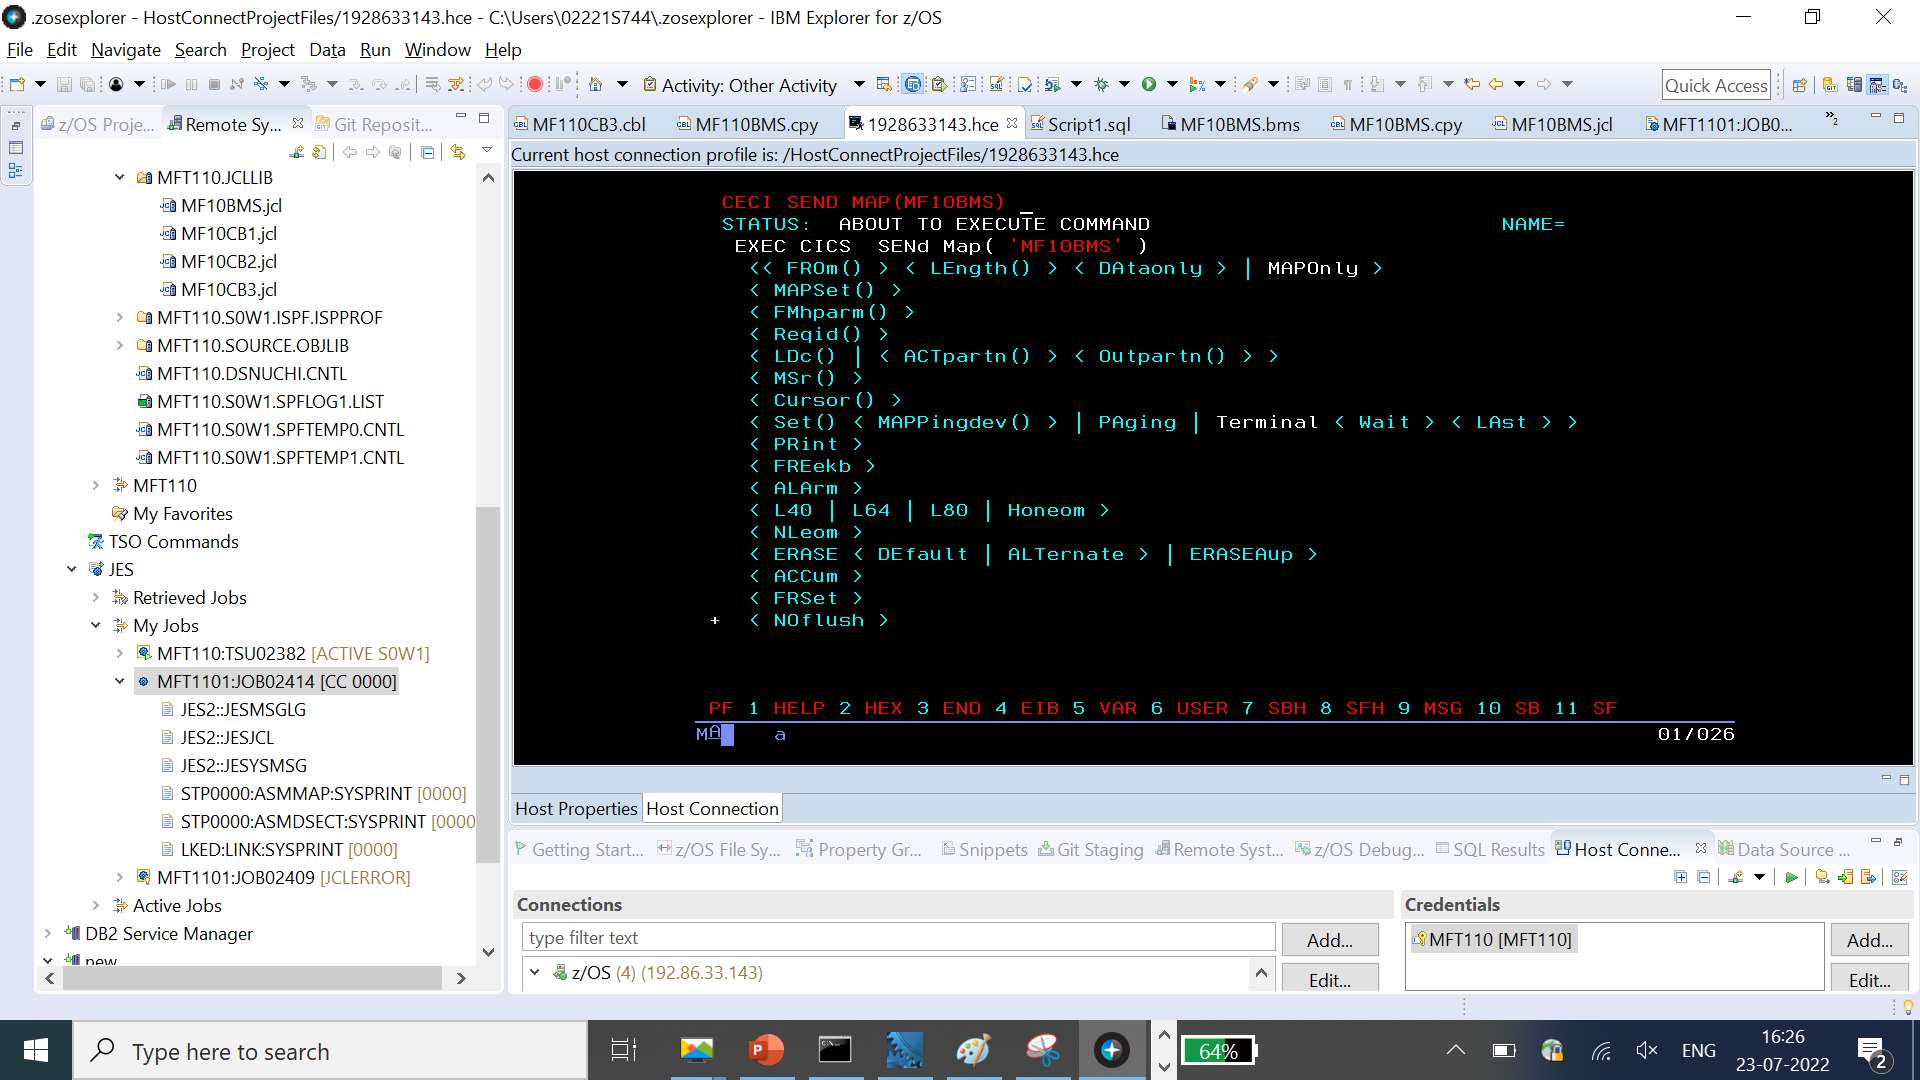 .zosexplorer - HostConnectProjectFiles/1928633143.hce - C:\Users\02221S744\.zosexplorer - IBM Explorer for z/OS
File Edit Navigate Search Project Data Run Window Help
Activity: Other Activity
Quick Access
z/OS Proje... Remote Sy... Git Reposit...
MFT110.JCLLIB
MF10BMS.jcl
MF10CB1.jcl
MF10CB2.jcl
MF10CB3.jcl
MFT110.S0W1.ISPF.ISPPROF
MFT110.SOURCE.OBJLIB
MFT110.DSNUCHI.CNTL
MFT110.S0W1.SPFLOG1.LIST
MFT110.S0W1.SPFTEMP0.CNTL
MFT110.S0W1.SPFTEMP1.CNTL
MFT110
My Favorites
TSO Commands
JES
Retrieved Jobs
My Jobs
MFT110:TSU02382 [ACTIVE S0W1]
MFT1101:JOB02414 [CC 0000]
JES2::JESMSGLG
JES2::JESJCL
JES2::JESYSMSG
STP0000:ASMMAP:SYSPRINT [0000]
STP0000:ASMDSECT:SYSPRINT [0000
LKED:LINK:SYSPRINT [0000]
MFT1101:JOB02409 [JCLERROR]
Active Jobs
DB2 Service Manager
new
MF110CB3.cbl MF110BMS.cpy 1928633143.hce Script1.sql MF10BMS.bms MF10BMS.cpy MF10BMS.jcl MFT1101:JOB0... »2
Current host connection profile is: /HostConnectProjectFiles/1928633143.hce
CECI SEND MAP(MF10BMS) _
STATUS: ABOUT TO EXECUTE COMMAND NAME=
EXEC CICS SENd Map( 'MF10BMS' )
<< FROm() > < LEngth() > < DAtaonly > | MAPOnly >
< MAPSet() >
< FMhparm() >
< Reqid() >
< LDc() | < ACTpartn() > < Outpartn() > >
< MSr() >
< Cursor() >
< Set() < MAPPingdev() > | PAging | Terminal < Wait > < LAst > >
< PRint >
< FREekb >
< ALArm >
< L40 | L64 | L80 | Honeom >
< NLeom >
< ERASE < DEfault | ALTernate > | ERASEAup >
< ACCum >
< FRSet >
+ < NOflush >
PF 1 HELP 2 HEX 3 END 4 EIB 5 VAR 6 USER 7 SBH 8 SFH 9 MSG 10 SB 11 SF
MA a 01/026
Host Properties Host Connection
Getting Start... z/OS File Sy... Property Gr... Snippets Git Staging Remote Syst... z/OS Debug... SQL Results Host Conne... Data Source ...
Connections
type filter text
Add...
z/OS (4) (192.86.33.143)
Edit...
Credentials
MFT110 [MFT110]
Add...
Edit...
Type here to search
64%
ENG
16:26
23-07-2022
2